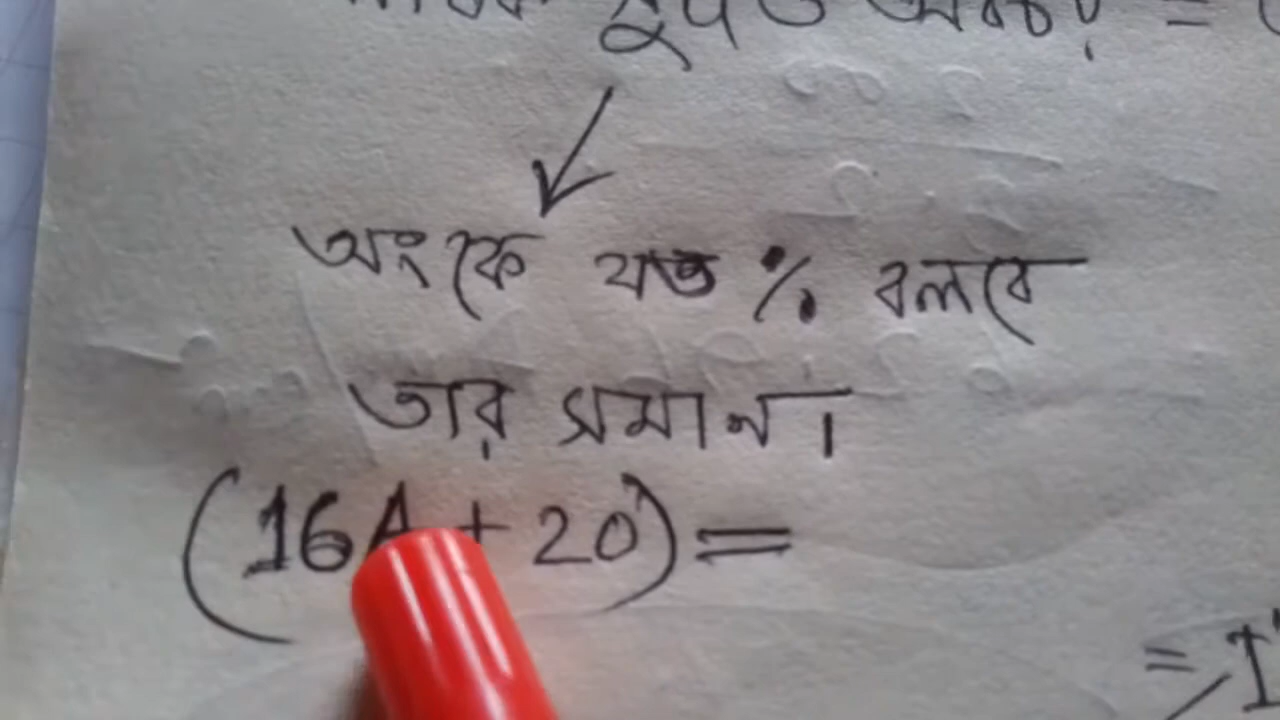 ও =
অংকে যত % বলবে
তার সমান।
(16A + 20) =
=